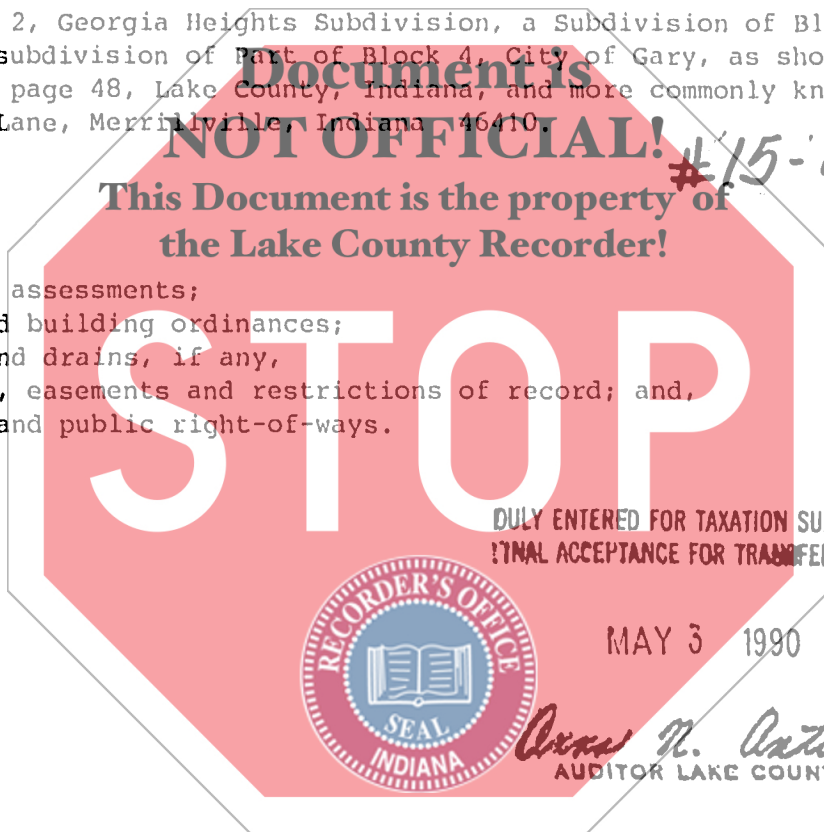 2, Georgia Heights Subdivision, a Subdivision of Bl
subdivision of Part of Block 4, City of Gary, as sho
page 48, Lake County, Indiana, and more commonly kn
Lane, Merrillville, Indiana 46410.
Document is
NOT OFFICIAL!
#15-
This Document is the property of
the Lake County Recorder!
assessments;
d building ordinances;
nd drains, if any,
, easements and restrictions of record; and,
and public right-of-ways.
STOP
DULY ENTERED FOR TAXATION SU
FINAL ACCEPTANCE FOR TRANSFE
MAY 3 1990
RECORDER'S OFFICE
SEAL
INDIANA
Anna N. Anto
AUDITOR LAKE COUN